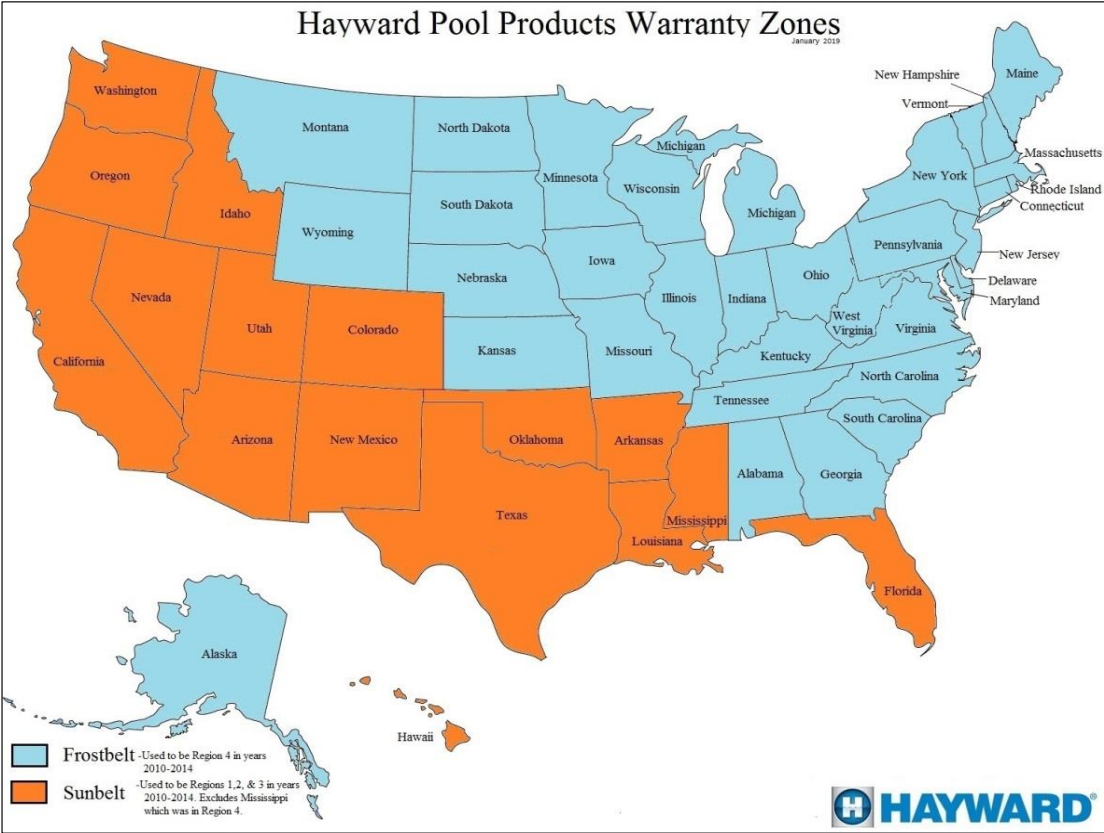 Hayward Pool Products Warranty Zones
January 2019
Washington
Oregon
Idaho
Montana
North Dakota
Minnesota
Michigan
New Hampshire
Vermont
Maine
Massachusetts
Rhode Island
Connecticut
New York
Wisconsin
Michigan
South Dakota
Wyoming
Nebraska
Iowa
Pennsylvania
New Jersey
Delaware
Maryland
Ohio
Indiana
Illinois
Nevada
Utah
Colorado
California
Kansas
Missouri
West
Virginia
Virginia
Kentucky
North Carolina
Tennessee
South Carolina
Arizona
New Mexico
Oklahoma
Arkansas
Alabama
Georgia
Texas
Mississippi
Louisiana
Florida
Alaska
Hawaii
Frostbelt -Used to be Region 4 in years
2010-2014
Sunbelt -Used to be Regions 1,2, & 3 in years
2010-2014. Excludes Mississippi
which was in Region 4.
H HAYWARD®